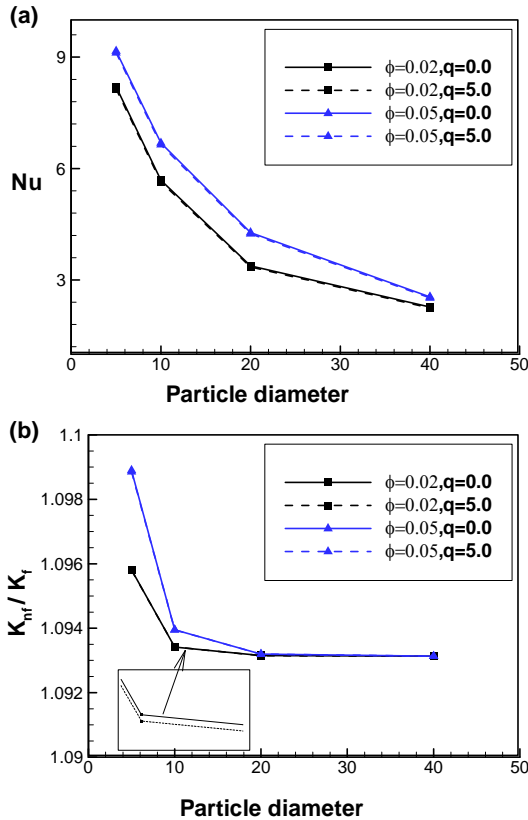 (a)
9
6
3
Nu
ϕ=0.02,q=0.0
ϕ=0.02,q=5.0
ϕ=0.05,q=0.0
ϕ=0.05,q=5.0
0 10 20 30 40 50
Particle diameter
(b)
1.1
1.098
1.096
1.094
1.092
1.09
Knf / Kf
ϕ=0.02,q=0.0
ϕ=0.02,q=5.0
ϕ=0.05,q=0.0
ϕ=0.05,q=5.0
0 10 20 30 40 50
Particle diameter